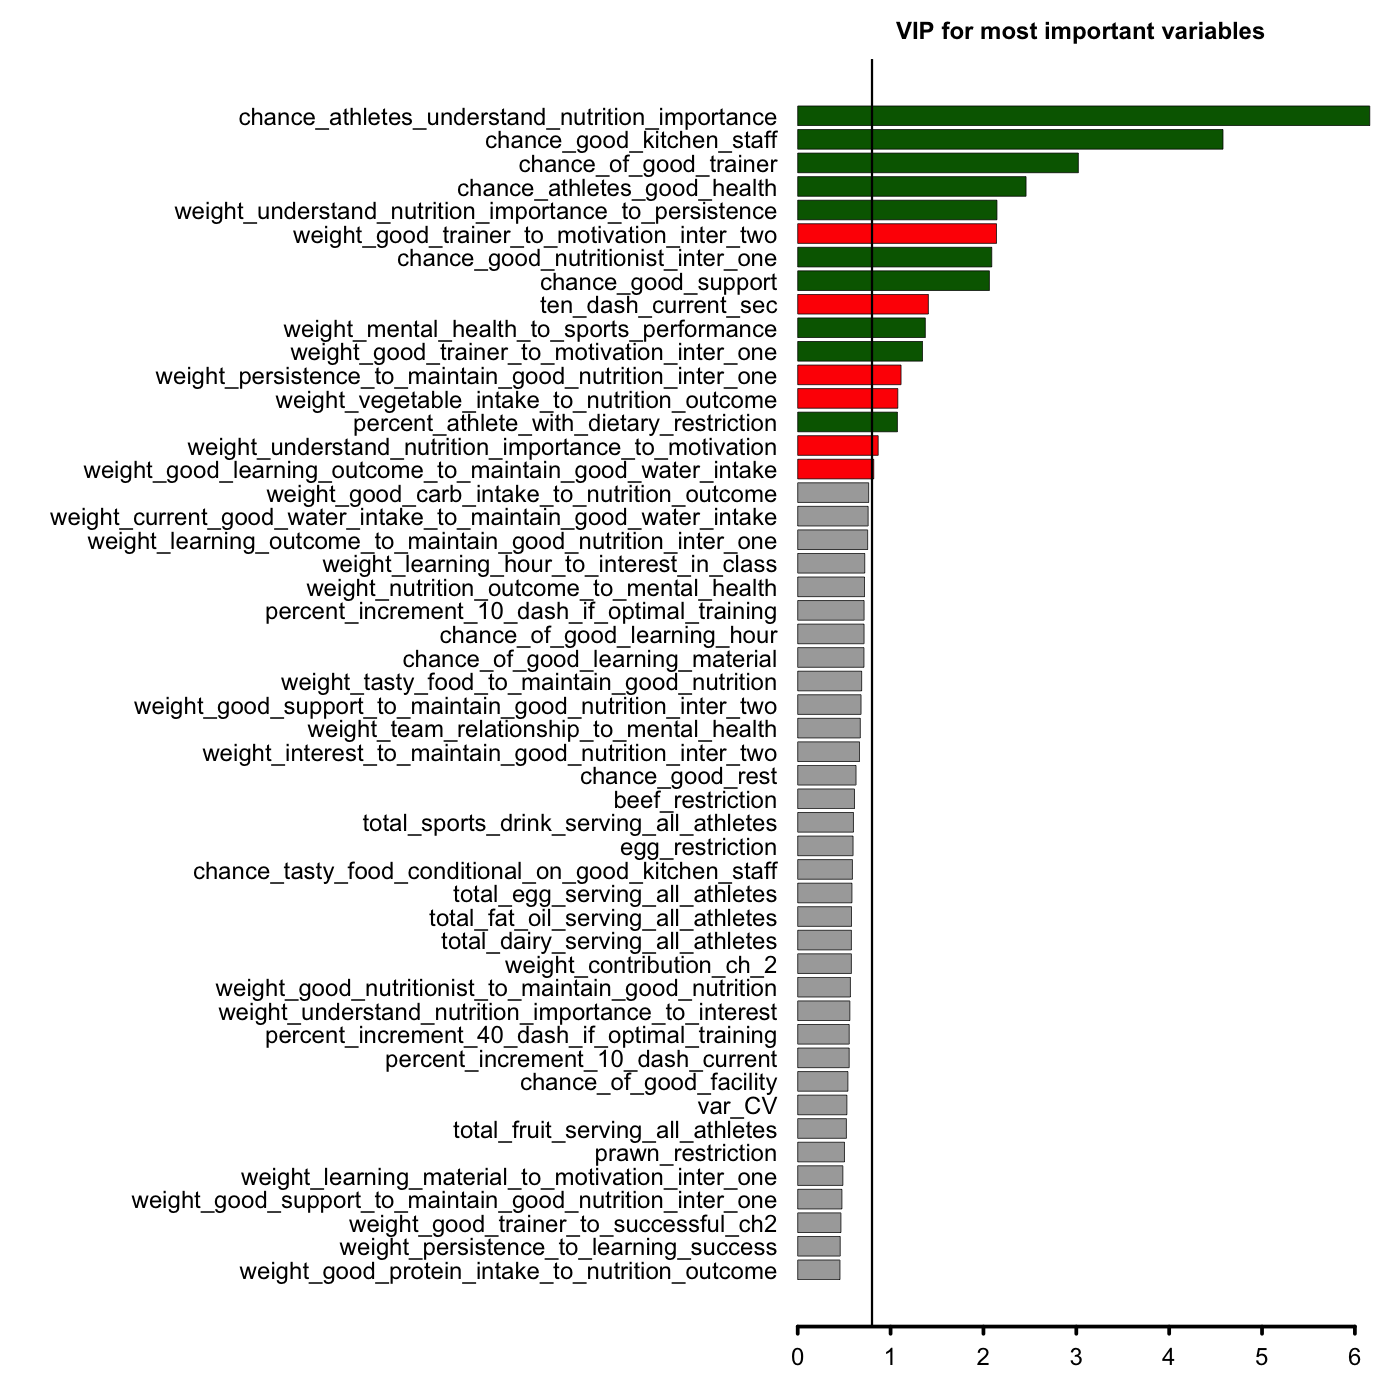 VIP for most important variables
chance_athletes_understand_nutrition_importance
chance_good_kitchen_staff
chance_of_good_trainer
chance_athletes_good_health
weight_understand_nutrition_importance_to_persistence
weight_good_trainer_to_motivation_inter_two
chance_good_nutritionist_inter_one
chance_good_support
ten_dash_current_sec
weight_mental_health_to_sports_performance
weight_good_trainer_to_motivation_inter_one
weight_persistence_to_maintain_good_nutrition_inter_one
weight_vegetable_intake_to_nutrition_outcome
percent_athlete_with_dietary_restriction
weight_understand_nutrition_importance_to_motivation
weight_good_learning_outcome_to_maintain_good_water_intake
weight_good_carb_intake_to_nutrition_outcome
weight_current_good_water_intake_to_maintain_good_water_intake
weight_learning_outcome_to_maintain_good_nutrition_inter_one
weight_learning_hour_to_interest_in_class
weight_nutrition_outcome_to_mental_health
percent_increment_10_dash_if_optimal_training
chance_of_good_learning_hour
chance_of_good_learning_material
weight_tasty_food_to_maintain_good_nutrition
weight_good_support_to_maintain_good_nutrition_inter_two
weight_team_relationship_to_mental_health
weight_interest_to_maintain_good_nutrition_inter_two
chance_good_rest
beef_restriction
total_sports_drink_serving_all_athletes
egg_restriction
chance_tasty_food_conditional_on_good_kitchen_staff
total_egg_serving_all_athletes
total_fat_oil_serving_all_athletes
total_dairy_serving_all_athletes
weight_contribution_ch_2
weight_good_nutritionist_to_maintain_good_nutrition
weight_understand_nutrition_importance_to_interest
percent_increment_40_dash_if_optimal_training
percent_increment_10_dash_current
chance_of_good_facility
var_CV
total_fruit_serving_all_athletes
prawn_restriction
weight_learning_material_to_motivation_inter_one
weight_good_support_to_maintain_good_nutrition_inter_one
weight_good_trainer_to_successful_ch2
weight_persistence_to_learning_success
weight_good_protein_intake_to_nutrition_outcome
0 1 2 3 4 5 6